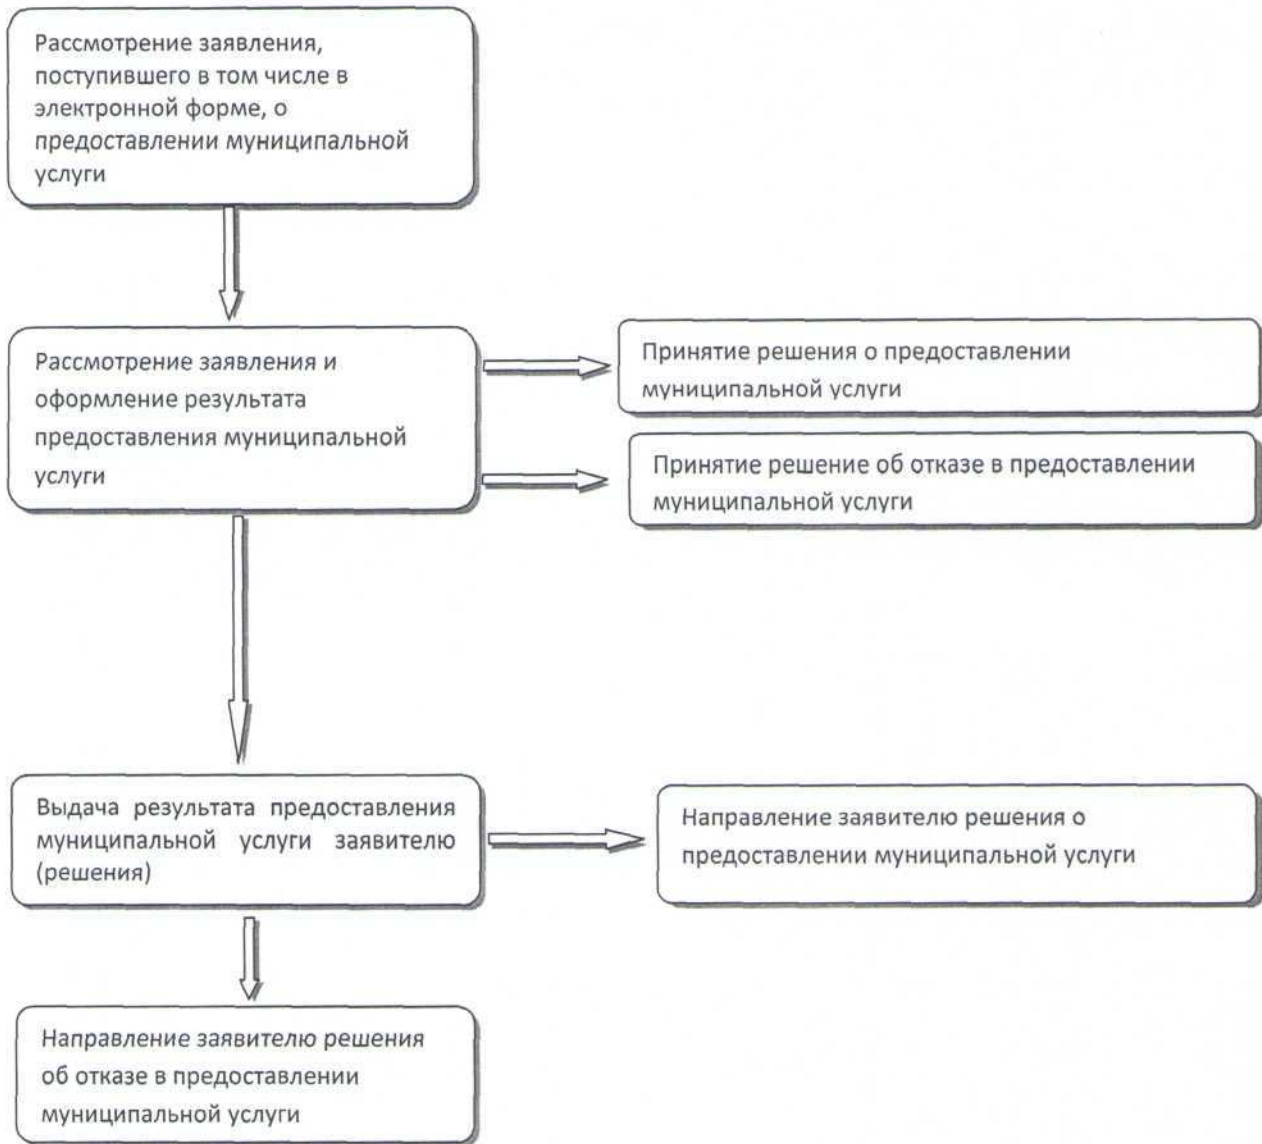 Рассмотрение заявления,
поступившего в том числе в
электронной форме, о
предоставлении муниципальной
услуги
Рассмотрение заявления и
оформление результата
предоставления муниципальной
услуги
Принятие решения о предоставлении
муниципальной услуги
Принятие решение об отказе в предоставлении
муниципальной услуги
Выдача результата предоставления
муниципальной услуги заявителю
(решения)
Направление заявителю решения о
предоставлении муниципальной услуги
Направление заявителю решения
об отказе в предоставлении
муниципальной услуги